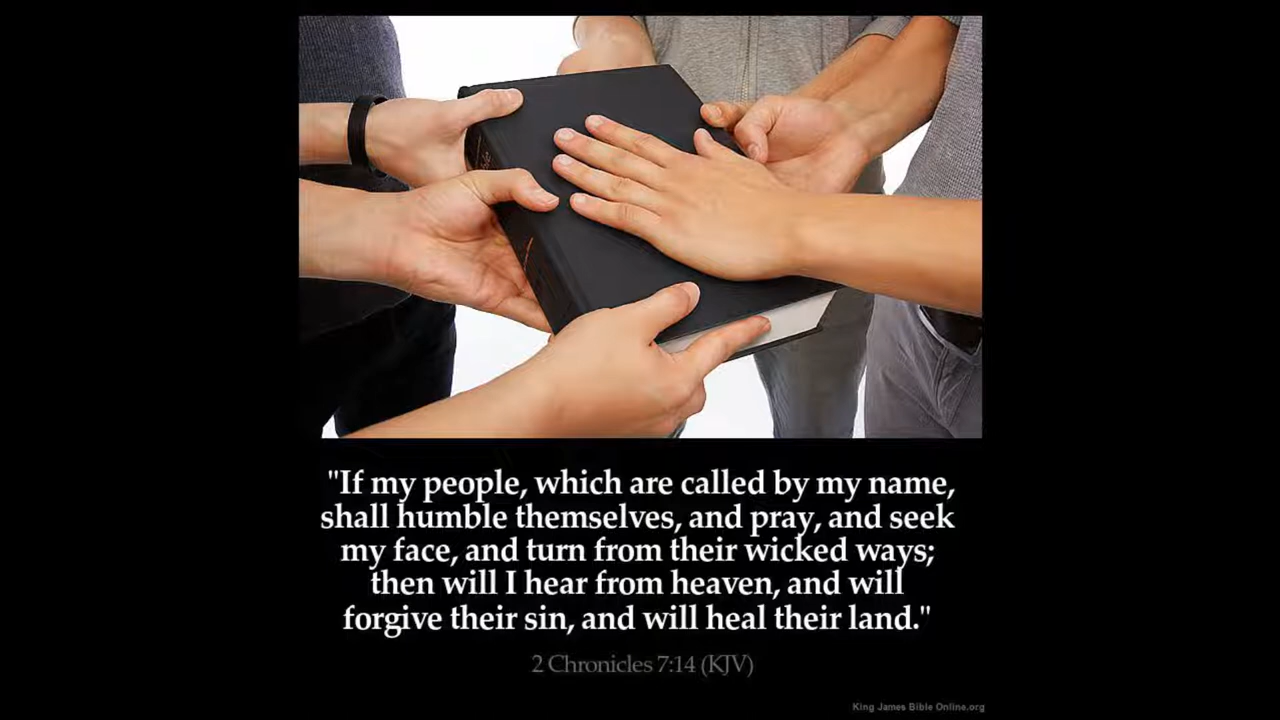 "If my people, which are called by my name,
shall humble themselves, and pray, and seek
my face, and turn from their wicked ways;
then will I hear from heaven, and will
forgive their sin, and will heal their land."
2 Chronicles 7:14 (KJV)
King James Bible Online.org